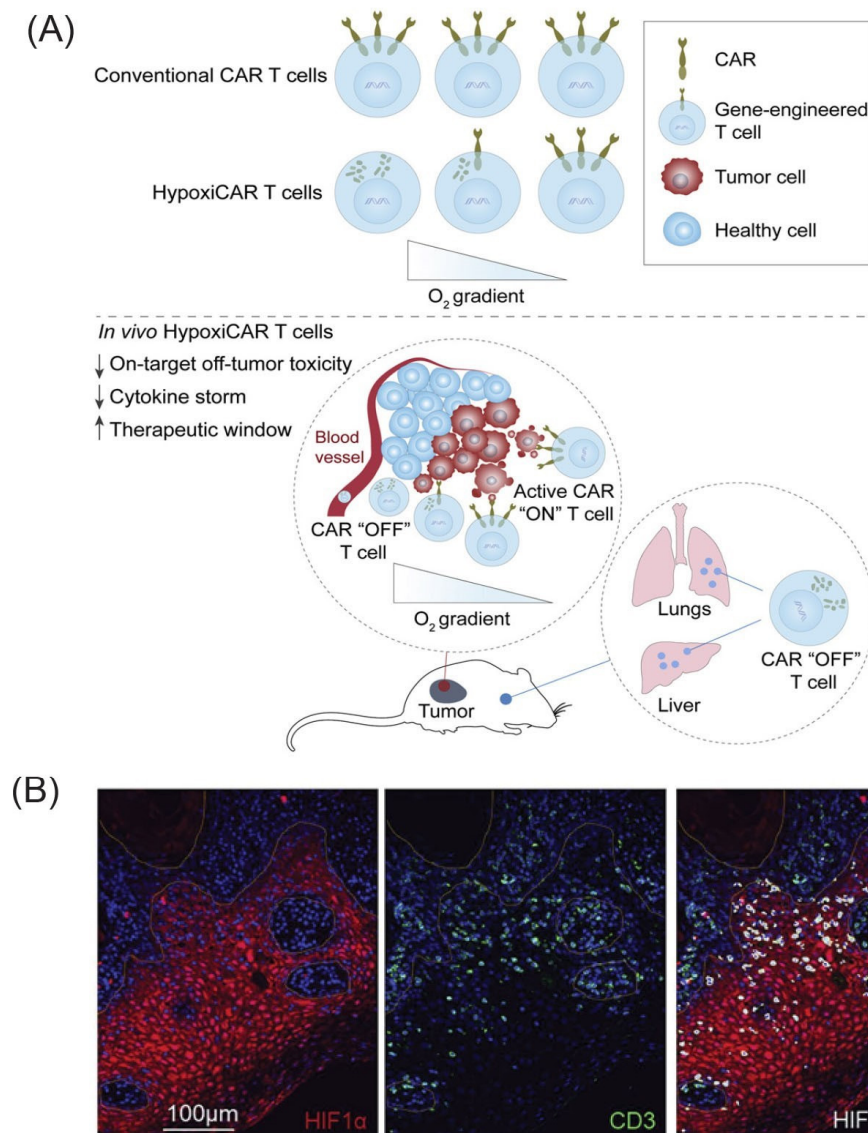 (A)
Conventional CAR T cells
HypoxiCAR T cells
O2 gradient
CAR
Gene-engineered
T cell
Tumor cell
Healthy cell
In vivo HypoxiCAR T cells
↓ On-target off-tumor toxicity
↓ Cytokine storm
↑ Therapeutic window
Blood
vessel
CAR “OFF”
T cell
Active CAR
“ON” T cell
O2 gradient
Tumor
Lungs
Liver
CAR “OFF”
T cell
(B)
100μm
HIF1α
CD3
HIF